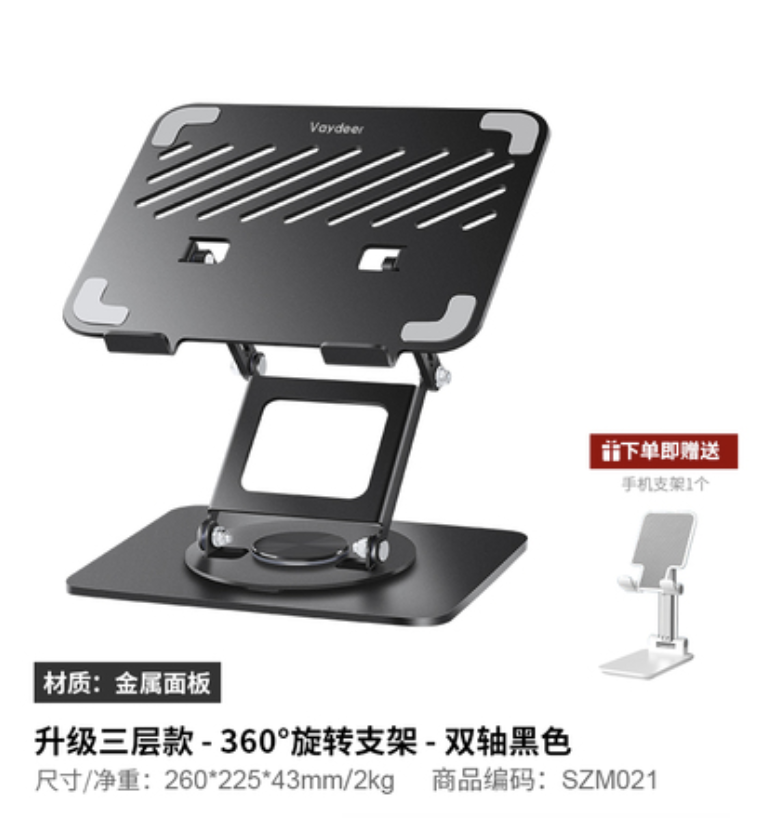 Vaydeer
下单即赠送
手机支架1个
材质：金属面板
升级三层款 - 360°旋转支架 - 双轴黑色
尺寸/净重：260*225*43mm/2kg 商品编码：SZM021